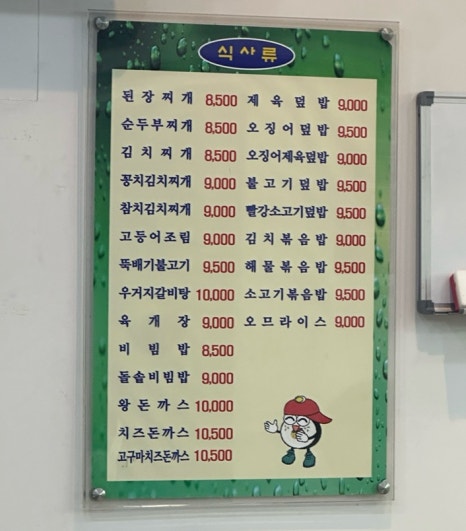 식사류
된장찌개 8,500
순두부찌개 8,500
김치찌개 8,500
꽁치김치찌개 9,000
참치김치찌개 9,000
고등어조림 9,000
뚝배기불고기 9,500
우거지갈비탕 10,000
육개장 9,000
비빔밥 8,500
돌솥비빔밥 9,000
왕돈까스 10,000
치즈돈까스 10,500
고구마치즈돈까스 10,500
제육덮밥 9,000
오징어덮밥 9,500
오징어제육덮밥 9,000
불고기덮밥 9,500
빨강소고기덮밥 9,500
김치볶음밥 9,000
해물볶음밥 9,500
소고기볶음밥 9,500
오므라이스 9,000